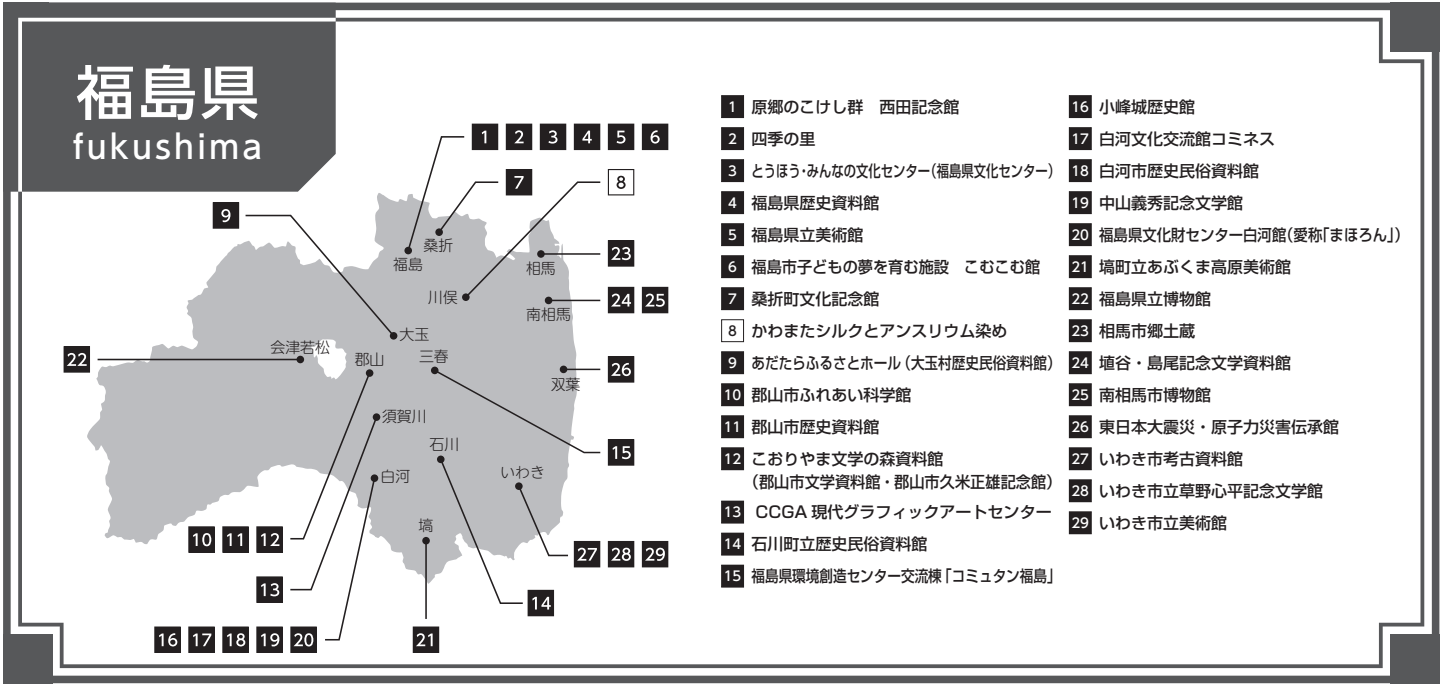 福島県
fukushima
1 2 3 4 5 6
7
8
9
桑折
福島
相馬
23
川俣
南相馬
24 25
大玉
会津若松
22
郡山
三春
双葉
26
須賀川
石川
15
白河
いわき
塙
10 11 12
27 28 29
13
14
16 17 18 19 20
21
1 原郷のこけし群 西田記念館
2 四季の里
3 とうほう・みんなの文化センター(福島県文化センター)
4 福島県歴史資料館
5 福島県立美術館
6 福島市子どもの夢を育む施設 こむこむ館
7 桑折町文化記念館
8 かわまたシルクとアンスリウム染め
9 あだたらふるさとホール(大玉村歴史民俗資料館)
10 郡山市ふれあい科学館
11 郡山市歴史資料館
12 こおりやま文学の森資料館
(郡山市文学資料館・郡山市久米正雄記念館)
13 CCGA 現代グラフィックアートセンター
14 石川町立歴史民俗資料館
15 福島県環境創造センター交流棟「コミュタン福島」
16 小峰城歴史館
17 白河文化交流館コミネス
18 白河市歴史民俗資料館
19 中山義秀記念文学館
20 福島県文化財センター白河館(愛称「まほろん」)
21 塙町立あぶくま高原美術館
22 福島県立博物館
23 相馬市郷土蔵
24 埴谷・島尾記念文学資料館
25 南相馬市博物館
26 東日本大震災・原子力災害伝承館
27 いわき市考古資料館
28 いわき市立草野心平記念文学館
29 いわき市立美術館